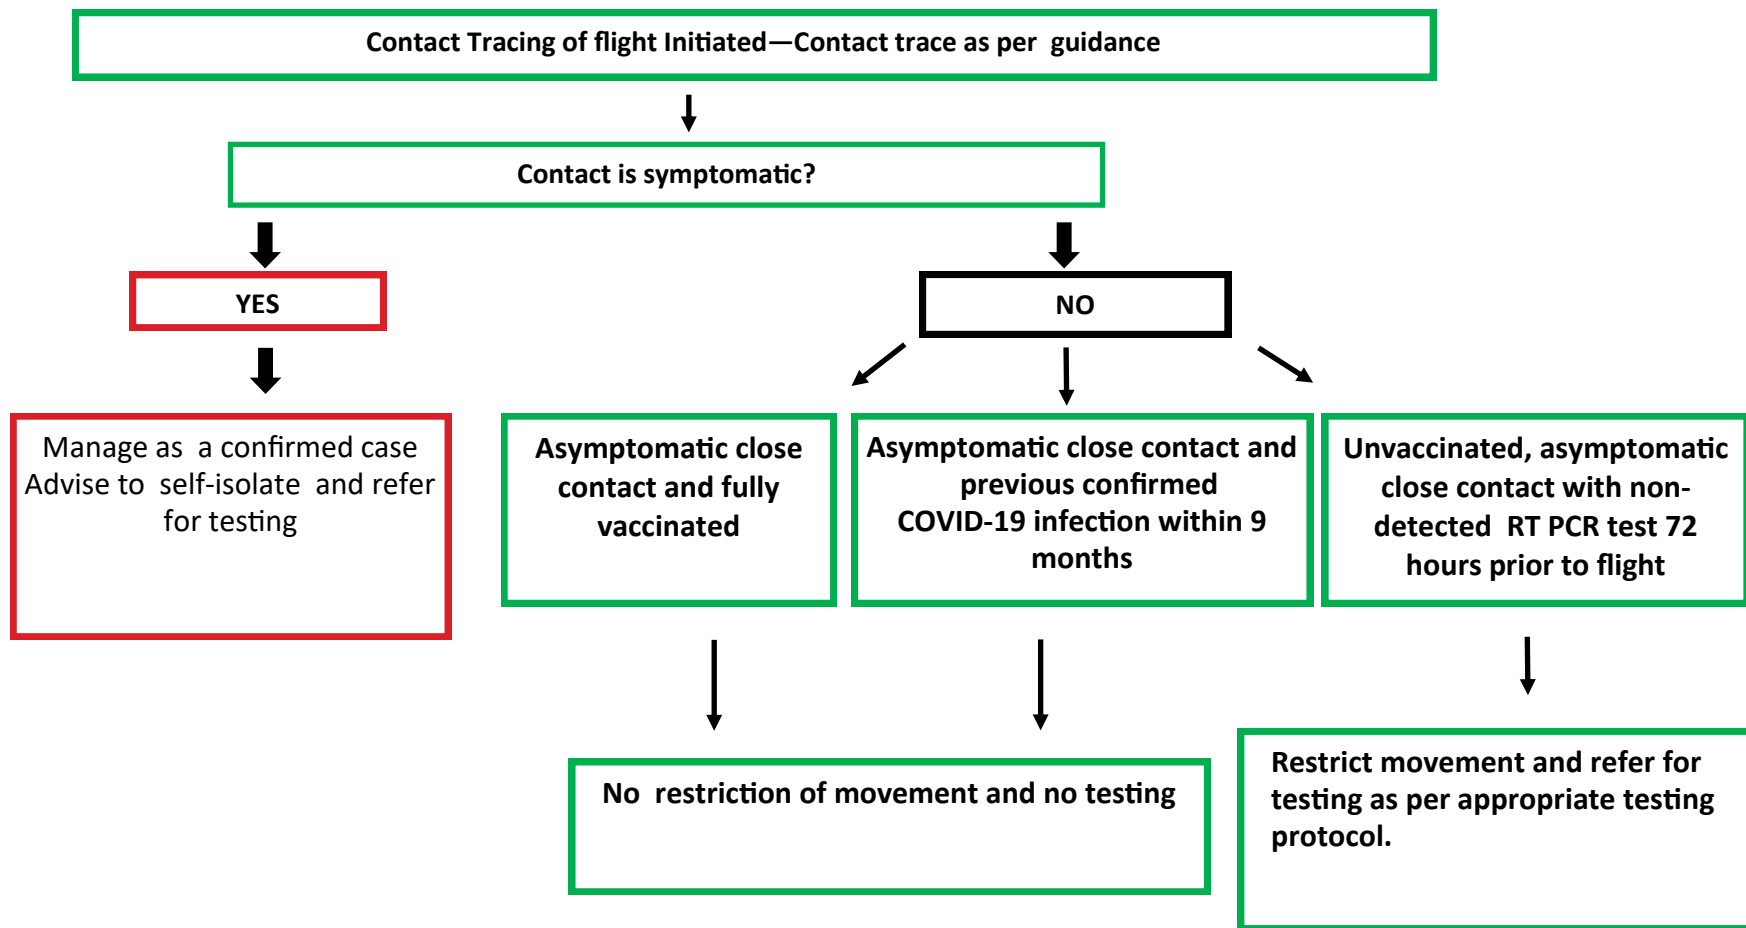 Contact Tracing of flight Initiated—Contact trace as per guidance
Contact is symptomatic?
YES
NO
Manage as a confirmed case
Advise to self-isolate and refer
for testing
Asymptomatic close
contact and fully
vaccinated
Asymptomatic close contact and
previous confirmed
COVID-19 infection within 9
months
Unvaccinated, asymptomatic
close contact with non-
detected RT PCR test 72
hours prior to flight
No restriction of movement and no testing
Restrict movement and refer for
testing as per appropriate testing
protocol.